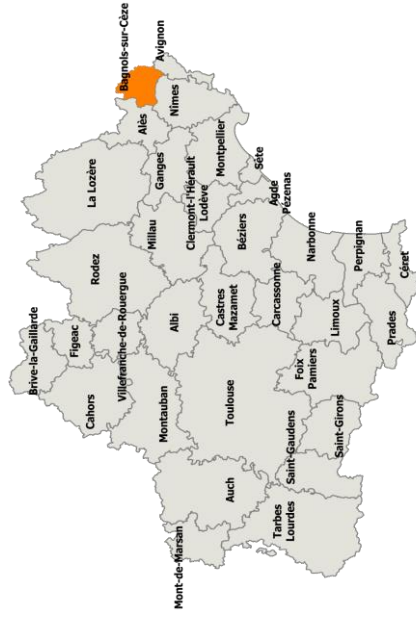 Brive-la-Gaillarde
Figeac
Cahors
Villefranche-de-Rouergue
Rodez
La Lozère
Bagnols-sur-Cèze
Avignon
Alès
Nîmes
Ganges
Millau
Montauban
Albi
Clermont-l'Hérault
Lodève
Montpellier
Sète
Agde
Pézenas
Béziers
Castres
Mazamet
Mont-de-Marsan
Auch
Toulouse
Carcassonne
Narbonne
Tarbes
Lourdes
Saint-Gaudens
Saint-Girons
Foix
Pamiers
Limoux
Perpignan
Prades
Céret